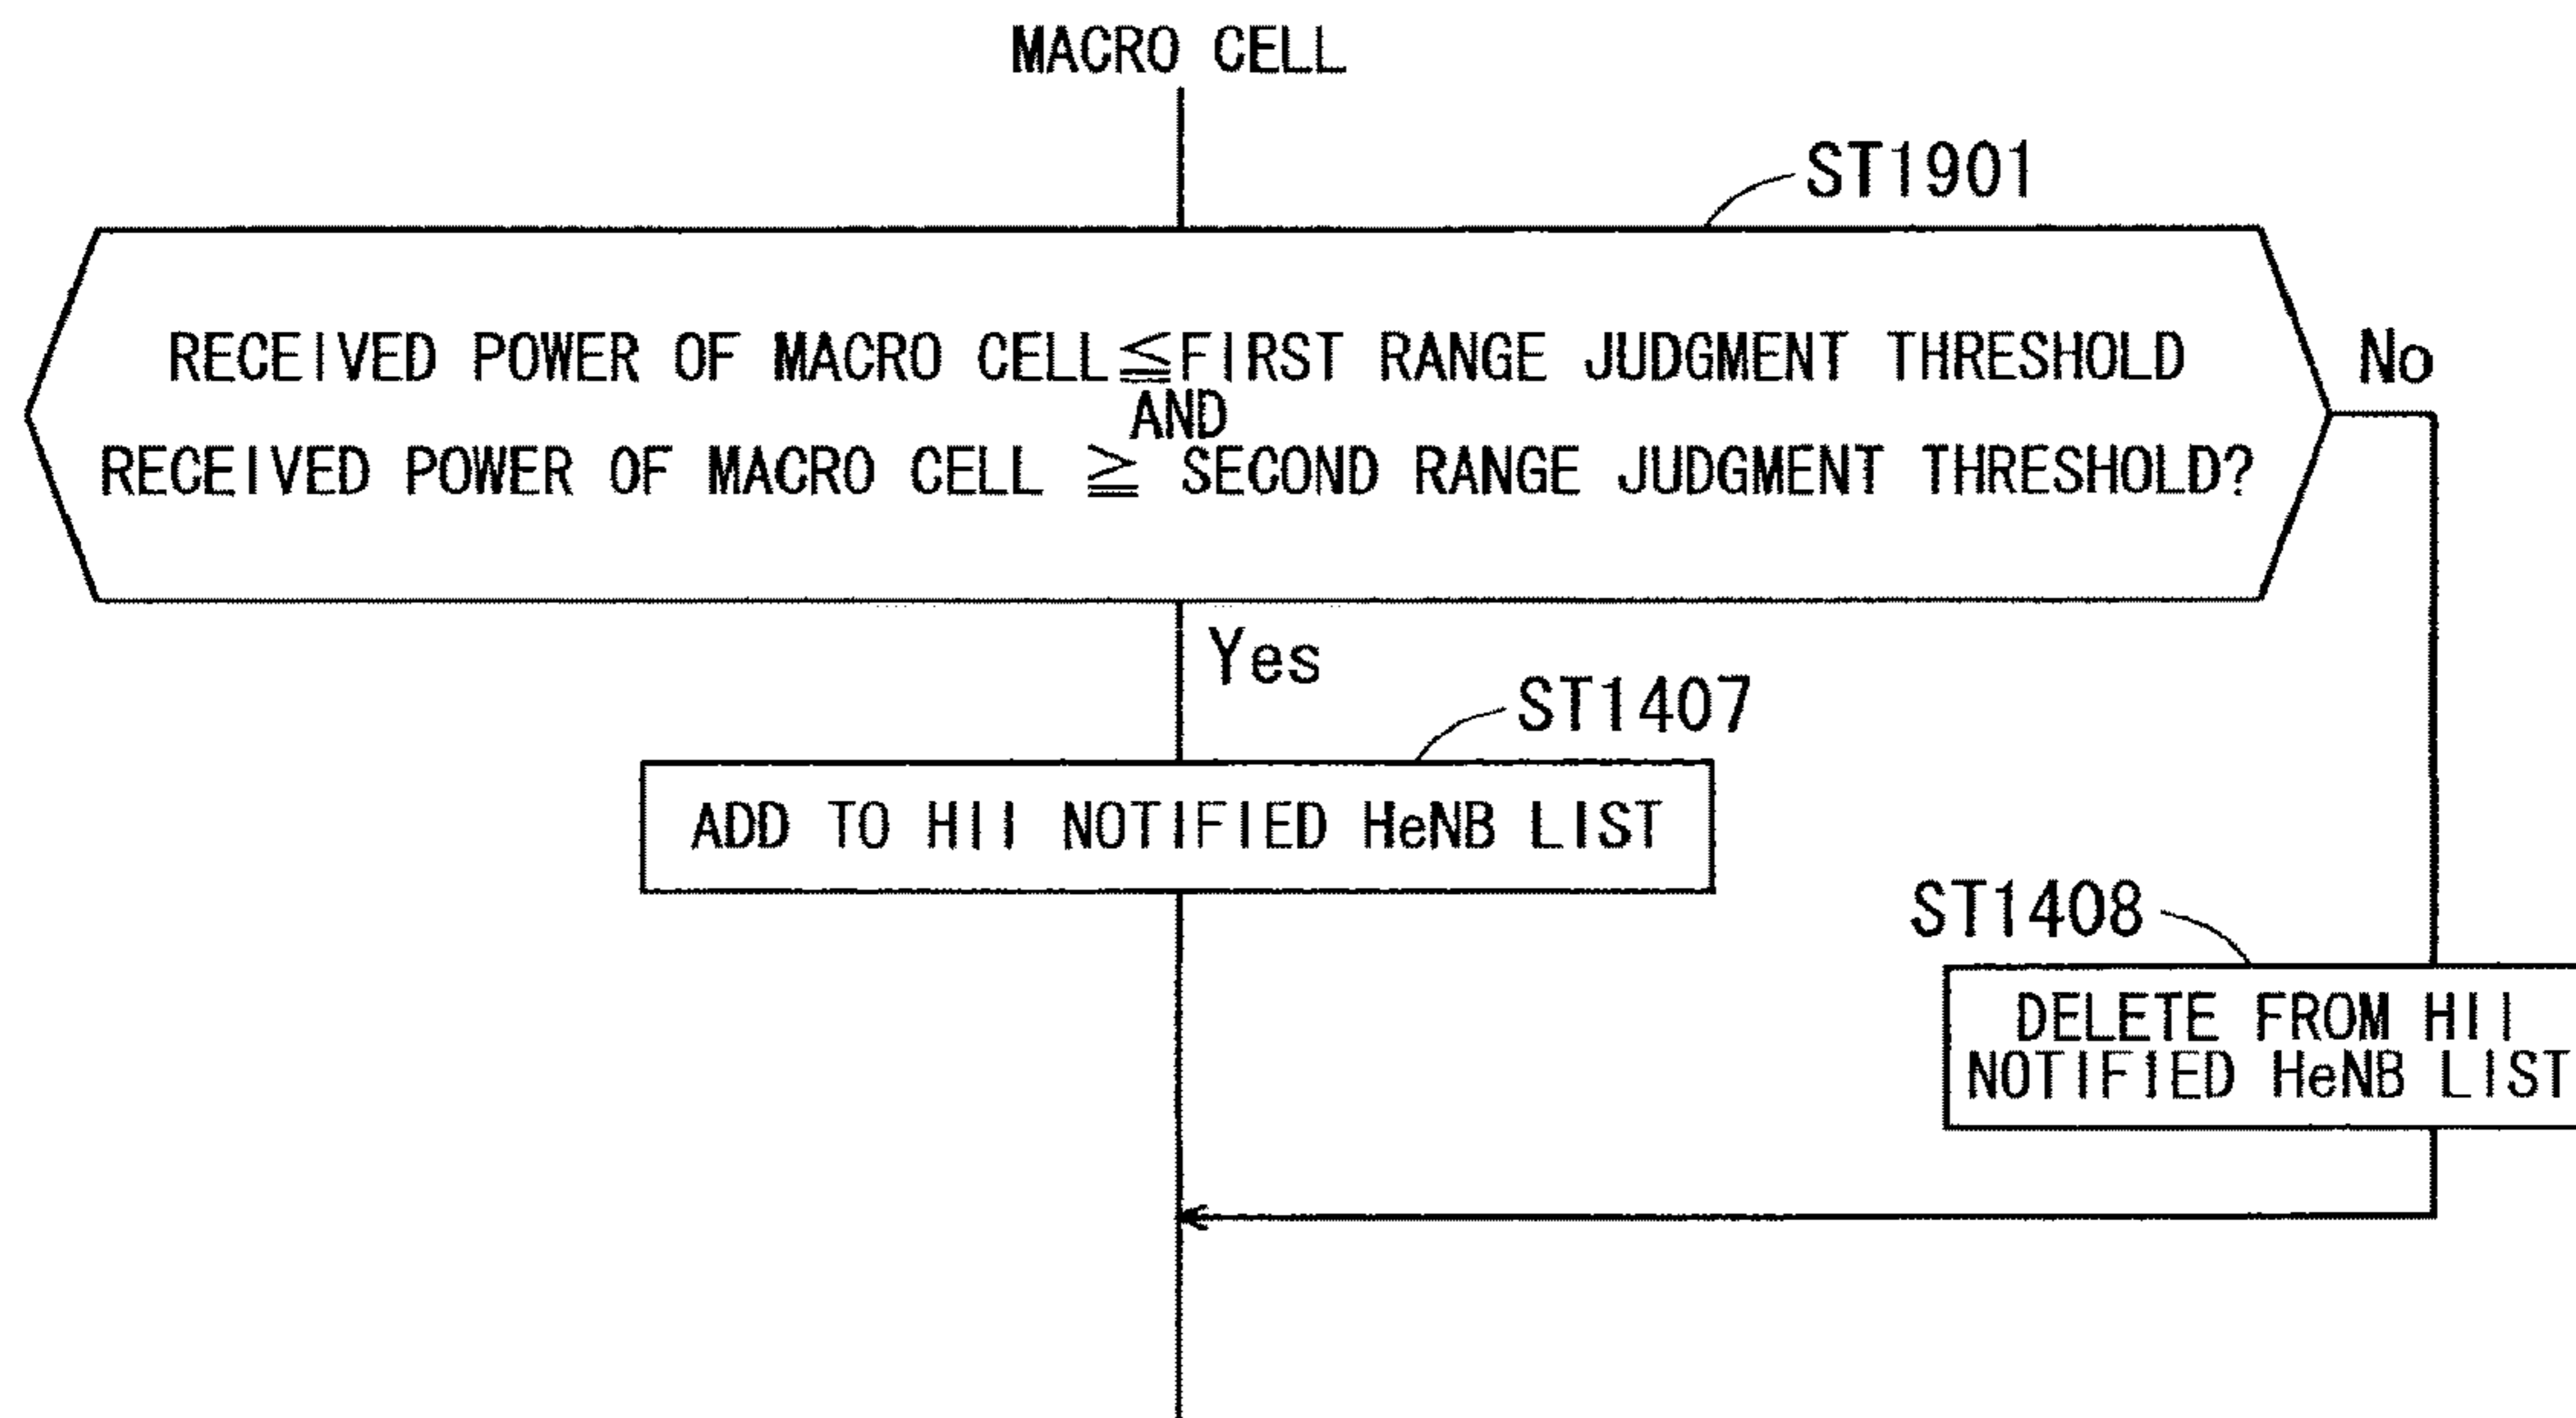 MACRO CELL
ST1901
RECEIVED POWER OF MACRO CELL≦FIRST RANGE JUDGMENT THRESHOLD
AND
RECEIVED POWER OF MACRO CELL ≧ SECOND RANGE JUDGMENT THRESHOLD?
No
Yes
ST1407
ADD TO HII NOTIFIED HeNB LIST
ST1408
DELETE FROM HII
NOTIFIED HeNB LIST